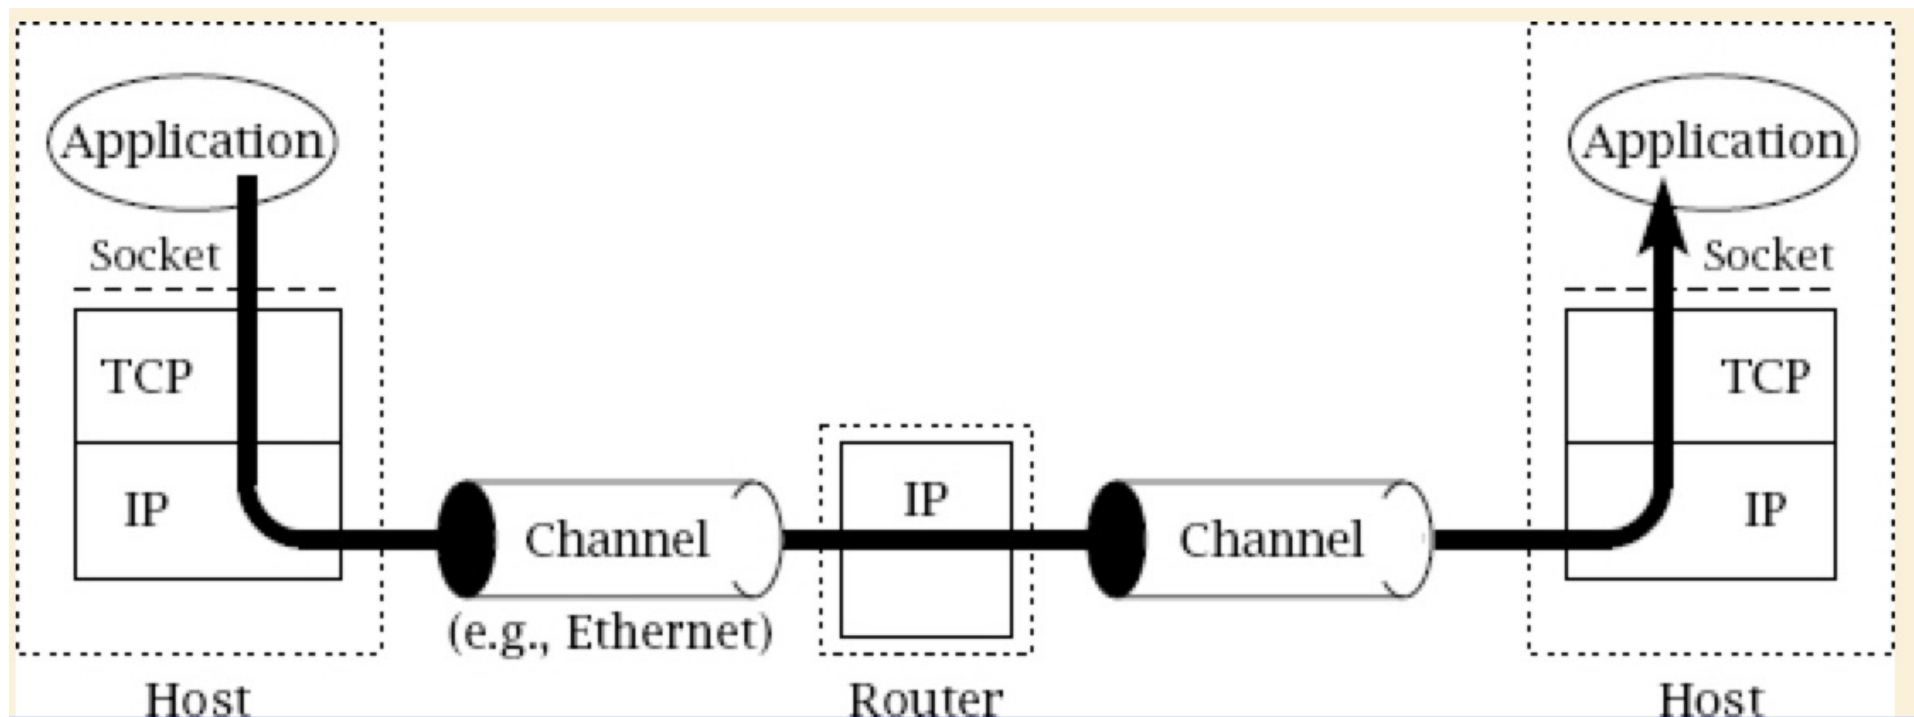 Application
Application
Socket
Socket
TCP
TCP
IP
IP
IP
Channel
Channel
(e.g., Ethernet)
Host
Router
Host